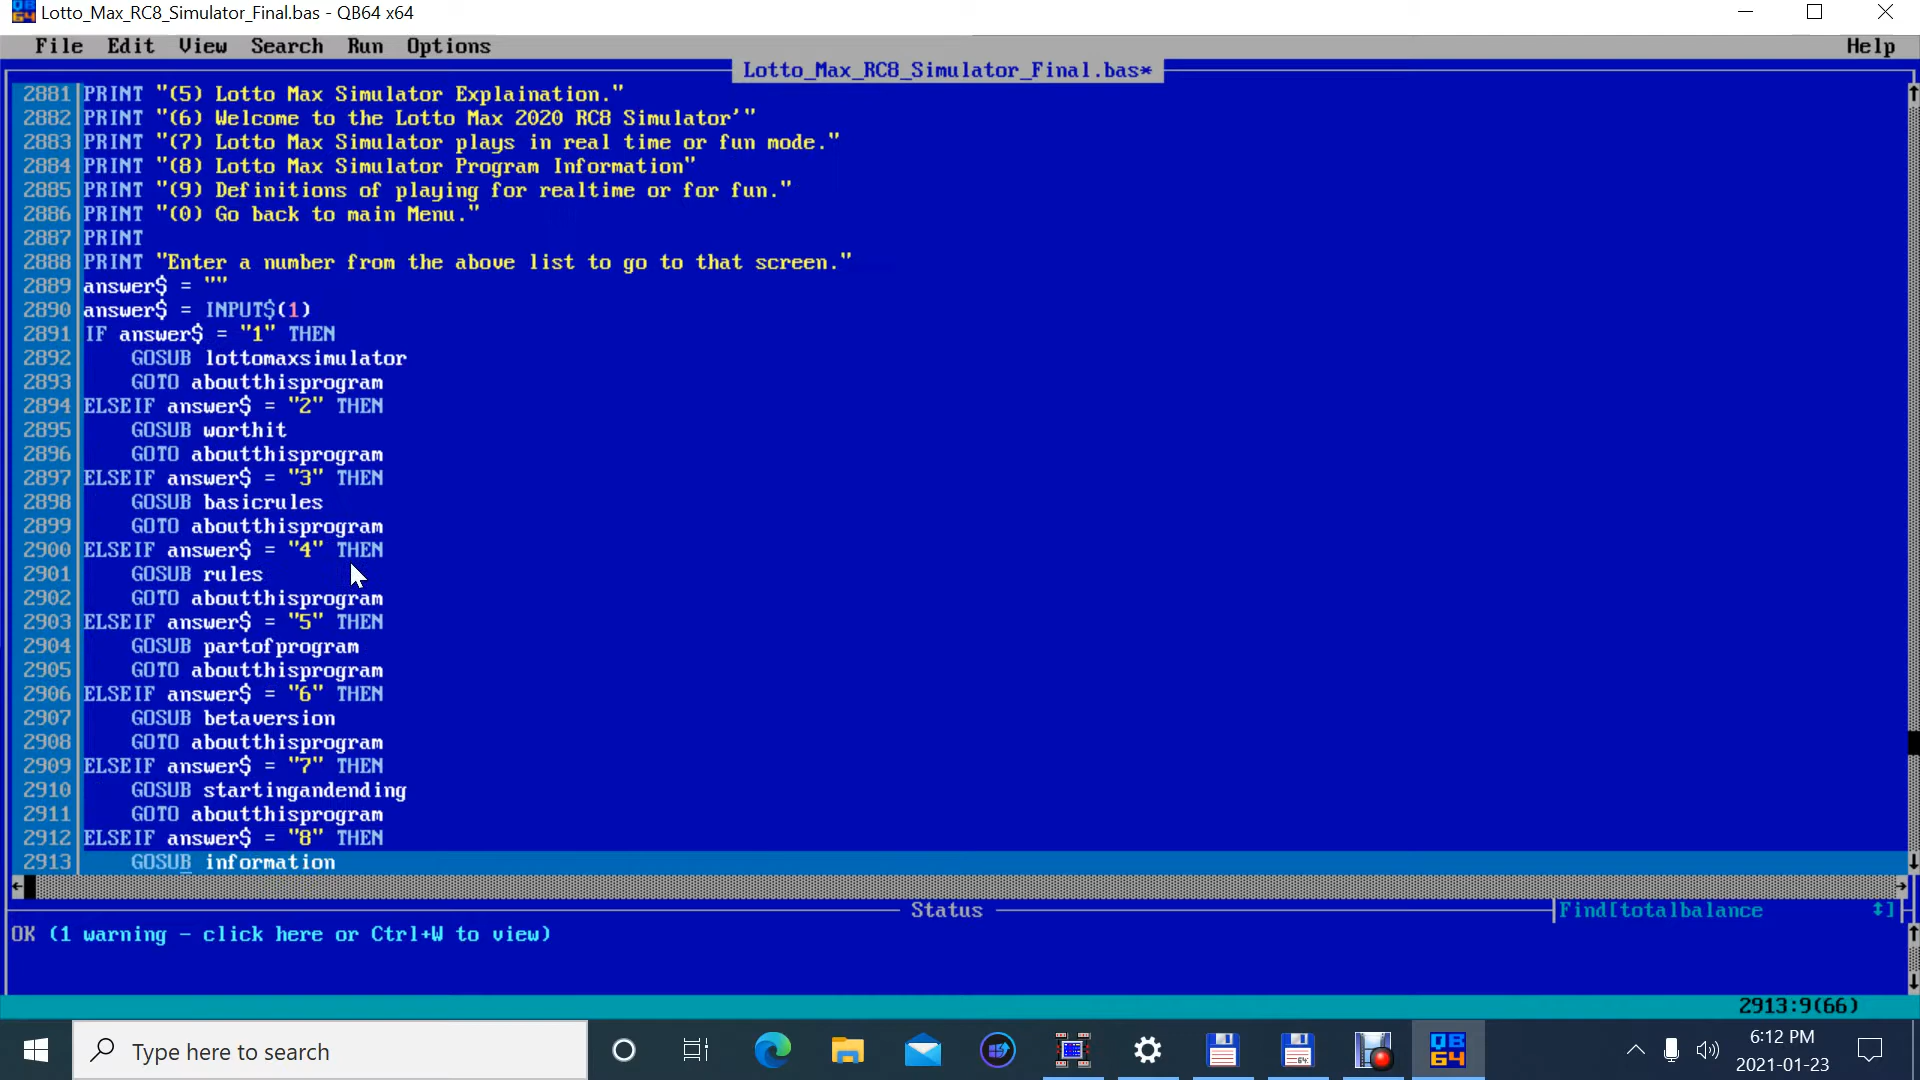 Lotto_Max_RC8_Simulator_Final.bas - QB64 x64
File Edit View Search Run Options Help
Lotto_Max_RC8_Simulator_Final.bas*
2881 PRINT "(5) Lotto Max Simulator Explaination."
2882 PRINT "(6) Welcome to the Lotto Max 2020 RC8 Simulator'"
2883 PRINT "(7) Lotto Max Simulator plays in real time or fun mode."
2884 PRINT "(8) Lotto Max Simulator Program Information"
2885 PRINT "(9) Definitions of playing for realtime or for fun."
2886 PRINT "(0) Go back to main Menu."
2887 PRINT
2888 PRINT "Enter a number from the above list to go to that screen."
2889 answer$ = ""
2890 answer$ = INPUT$(1)
2891 IF answer$ = "1" THEN
2892 GOSUB lottomaxsimulator
2893 GOTO aboutthisprogram
2894 ELSEIF answer$ = "2" THEN
2895 GOSUB worthit
2896 GOTO aboutthisprogram
2897 ELSEIF answer$ = "3" THEN
2898 GOSUB basicrules
2899 GOTO aboutthisprogram
2900 ELSEIF answer$ = "4" THEN
2901 GOSUB rules
2902 GOTO aboutthisprogram
2903 ELSEIF answer$ = "5" THEN
2904 GOSUB partofprogram
2905 GOTO aboutthisprogram
2906 ELSEIF answer$ = "6" THEN
2907 GOSUB betaversion
2908 GOTO aboutthisprogram
2909 ELSEIF answer$ = "7" THEN
2910 GOSUB startingandending
2911 GOTO aboutthisprogram
2912 ELSEIF answer$ = "8" THEN
2913 GOSUB information
Status
Find[totalbalance ]
OK (1 warning - click here or Ctrl+W to view)
2913:9(66)
Type here to search
QB
64
6:12 PM
2021-01-23